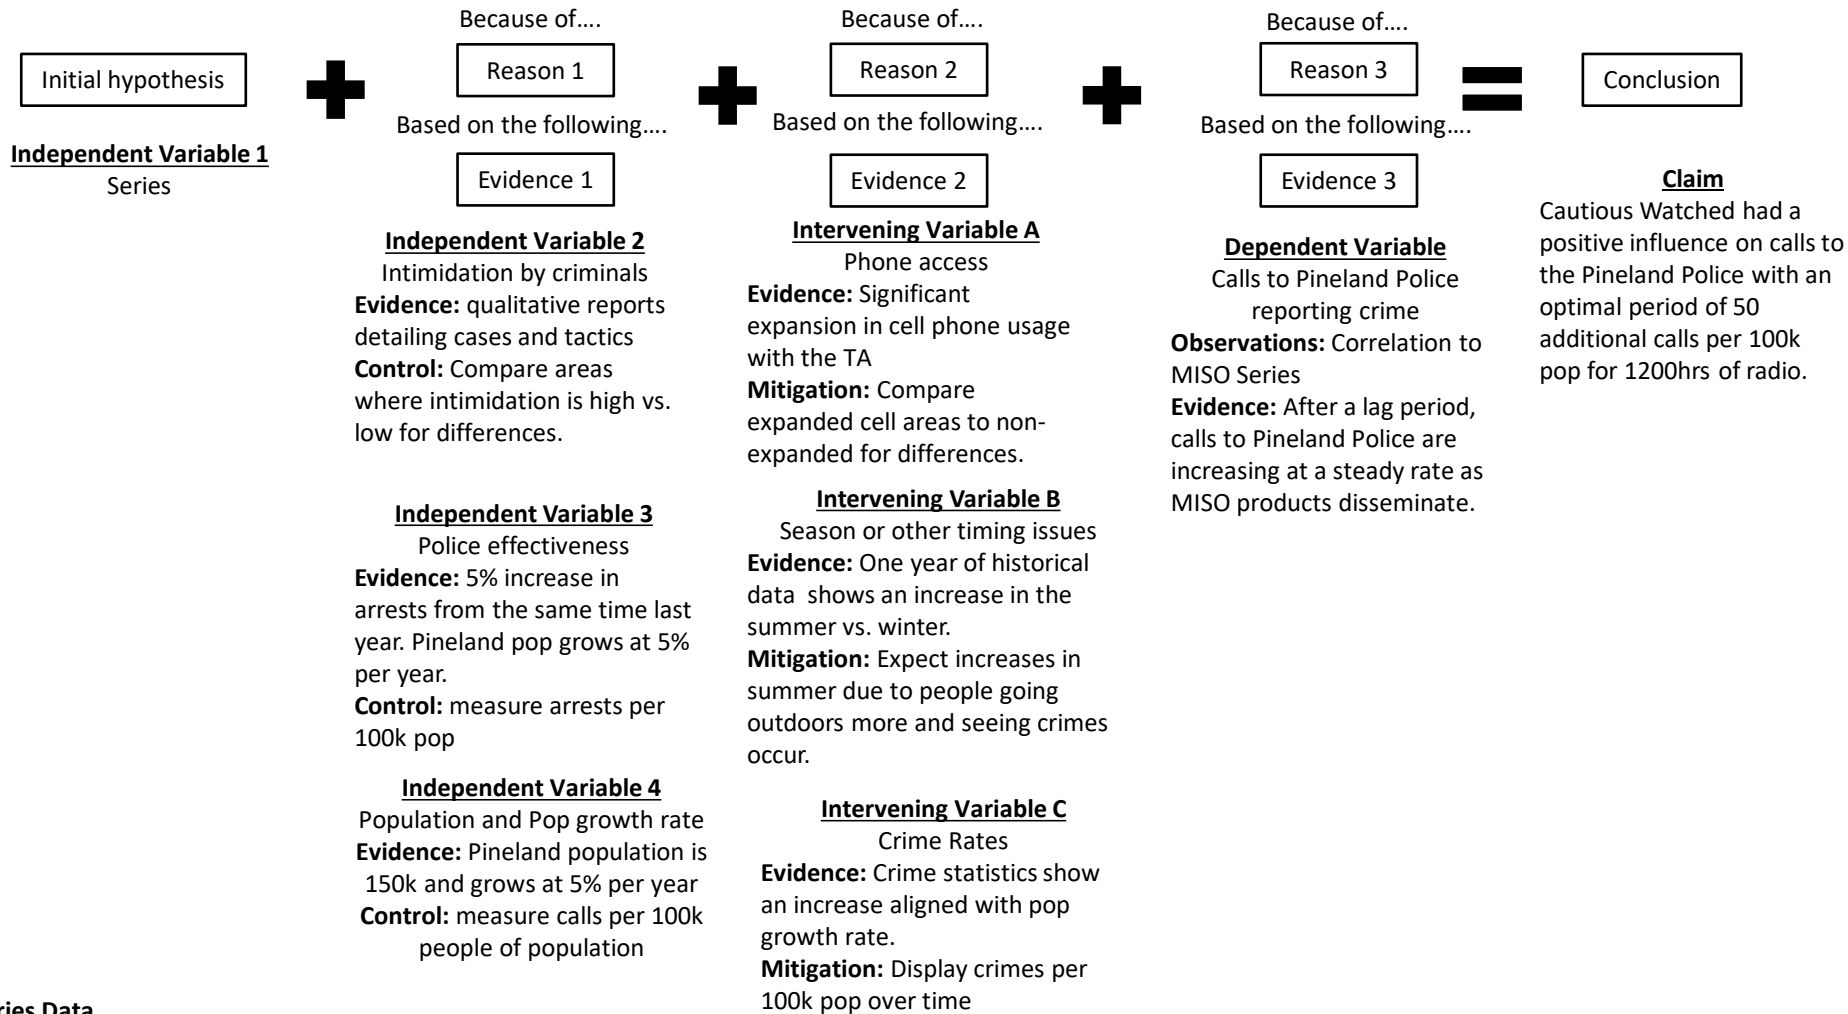 Initial hypothesis
Independent Variable 1
Series
Because of….
Reason 1
Based on the following….
Evidence 1
Independent Variable 2
Intimidation by criminals
Evidence: qualitative reports
detailing cases and tactics
Control: Compare areas
where intimidation is high vs.
low for differences.
Independent Variable 3
Police effectiveness
Evidence: 5% increase in
arrests from the same time last
year. Pineland pop grows at 5%
per year.
Control: measure arrests per
100k pop
Independent Variable 4
Population and Pop growth rate
Evidence: Pineland population is
150k and grows at 5% per year
Control: measure calls per 100k
people of population
Because of….
Reason 2
Based on the following….
Evidence 2
Intervening Variable A
Phone access
Evidence: Significant
expansion in cell phone usage
with the TA
Mitigation: Compare
expanded cell areas to non-
expanded for differences.
Intervening Variable B
Season or other timing issues
Evidence: One year of historical
data shows an increase in the
summer vs. winter.
Mitigation: Expect increases in
summer due to people going
outdoors more and seeing crimes
occur.
Intervening Variable C
Crime Rates
Evidence: Crime statistics show
an increase aligned with pop
growth rate.
Mitigation: Display crimes per
100k pop over time
Because of….
Reason 3
Based on the following….
Evidence 3
Dependent Variable
Calls to Pineland Police
reporting crime
Observations: Correlation to
MISO Series
Evidence: After a lag period,
calls to Pineland Police are
increasing at a steady rate as
MISO products disseminate.
Conclusion
Claim
Cautious Watched had a
positive influence on calls to
the Pineland Police with an
optimal period of 50
additional calls per 100k
pop for 1200hrs of radio.